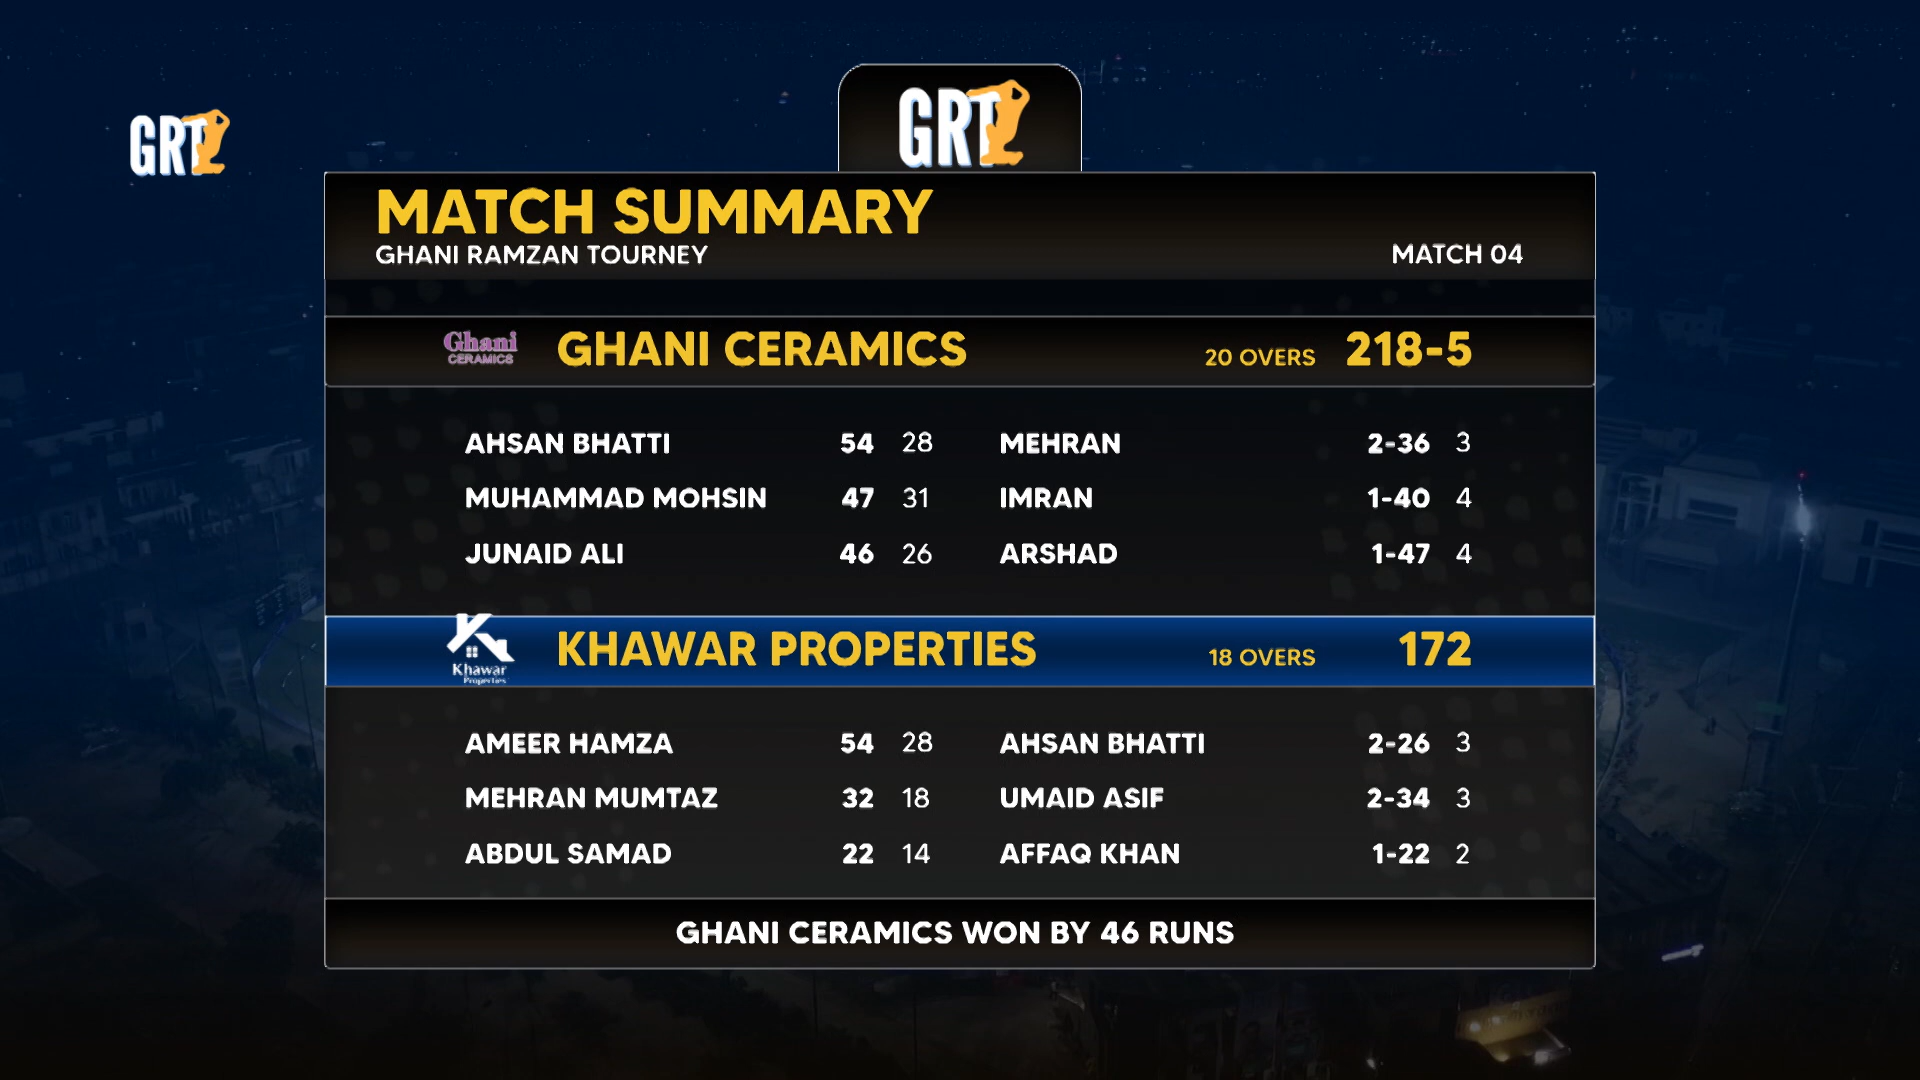 GRT
GRT
MATCH SUMMARY
GHANI RAMZAN TOURNEY MATCH 04
Ghani CERAMICS GHANI CERAMICS 20 OVERS 218-5
AHSAN BHATTI 54 28 MEHRAN 2-36 3
MUHAMMAD MOHSIN 47 31 IMRAN 1-40 4
JUNAID ALI 46 26 ARSHAD 1-47 4
Khawar Properties KHAWAR PROPERTIES 18 OVERS 172
AMEER HAMZA 54 28 AHSAN BHATTI 2-26 3
MEHRAN MUMTAZ 32 18 UMAID ASIF 2-34 3
ABDUL SAMAD 22 14 AFFAQ KHAN 1-22 2
GHANI CERAMICS WON BY 46 RUNS